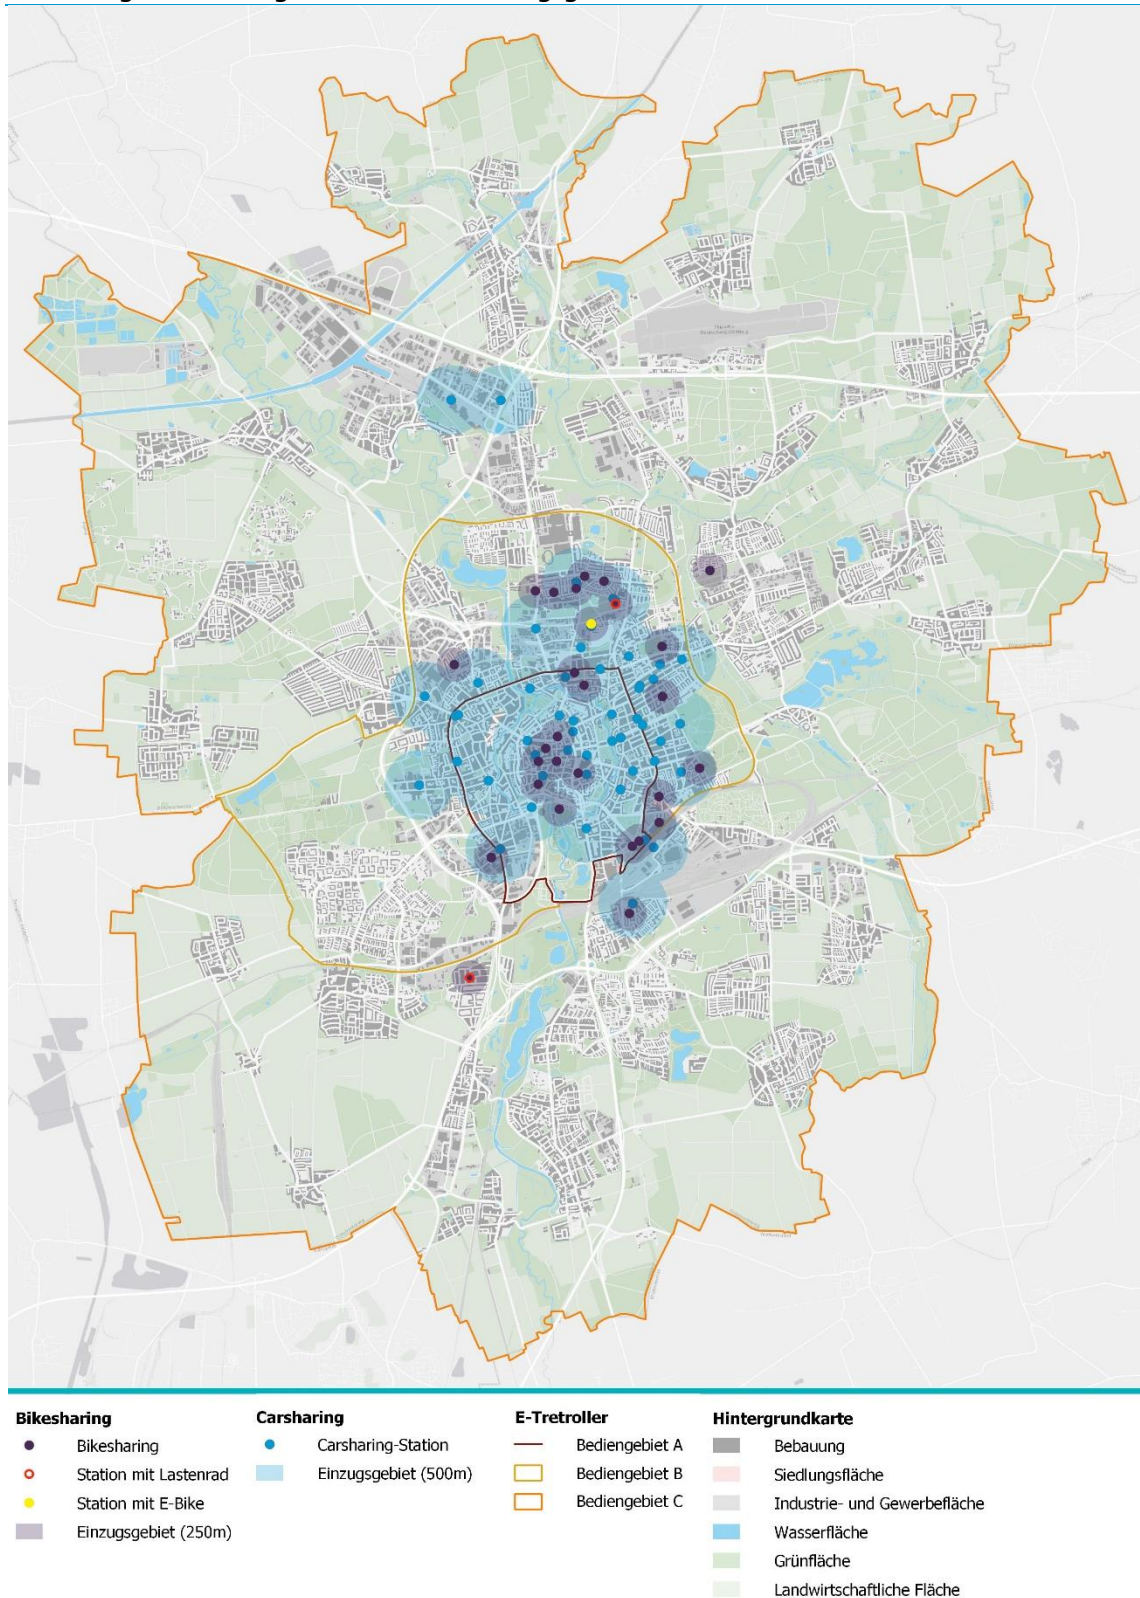 Bikesharing
Bikesharing
Station mit Lastenrad
Station mit E-Bike
Einzugsgebiet (250m)
Carsharing
Carsharing-Station
Einzugsgebiet (500m)
E-Tretroller
Bediengebiet A
Bediengebiet B
Bediengebiet C
Hintergrundkarte
Bebauung
Siedlungsfläche
Industrie- und Gewerbefläche
Wasserfläche
Grünfläche
Landwirtschaftliche Fläche